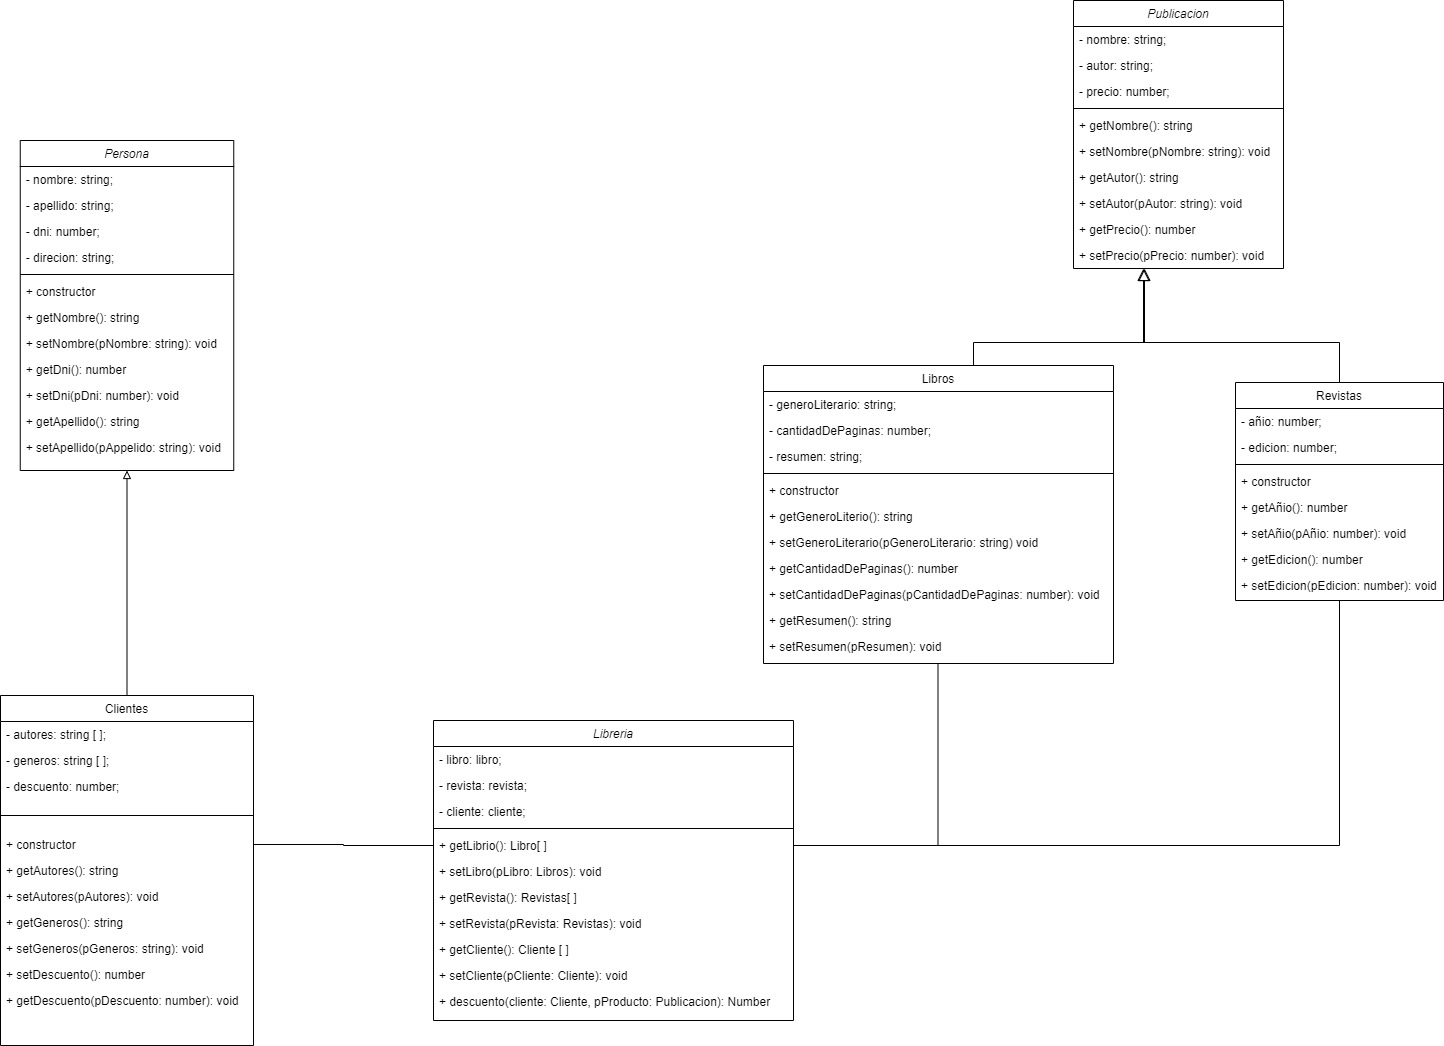 Publicacion
- nombre: string;
- autor: string;
- precio: number;
+ getNombre(): string
+ setNombre(pNombre: string): void
+ getAutor(): string
+ setAutor(pAutor: string): void
+ getPrecio(): number
+ setPrecio(pPrecio: number): void
Persona
- nombre: string;
- apellido: string;
- dni: number;
- direcion: string;
+ constructor
+ getNombre(): string
+ setNombre(pNombre: string): void
+ getDni(): number
+ setDni(pDni: number): void
+ getApellido(): string
+ setApellido(pAppelido: string): void
Libros
- generoLiterario: string;
- cantidadDePaginas: number;
- resumen: string;
+ constructor
+ getGeneroLiterio(): string
+ setGeneroLiterario(pGeneroLiterario: string) void
+ getCantidadDePaginas(): number
+ setCantidadDePaginas(pCantidadDePaginas: number): void
+ getResumen(): string
+ setResumen(pResumen): void
Revistas
- añio: number;
- edicion: number;
+ constructor
+ getAñio(): number
+ setAñio(pAñio: number): void
+ getEdicion(): number
+ setEdicion(pEdicion: number): void
Clientes
- autores: string [ ];
- generos: string [ ];
- descuento: number;
+ constructor
+ getAutores(): string
+ setAutores(pAutores): void
+ getGeneros(): string
+ setGeneros(pGeneros: string): void
+ setDescuento(): number
+ getDescuento(pDescuento: number): void
Libreria
- libro: libro;
- revista: revista;
- cliente: cliente;
+ getLibrio(): Libro[ ]
+ setLibro(pLibro: Libros): void
+ getRevista(): Revistas[ ]
+ setRevista(pRevista: Revistas): void
+ getCliente(): Cliente [ ]
+ setCliente(pCliente: Cliente): void
+ descuento(cliente: Cliente, pProducto: Publicacion): Number